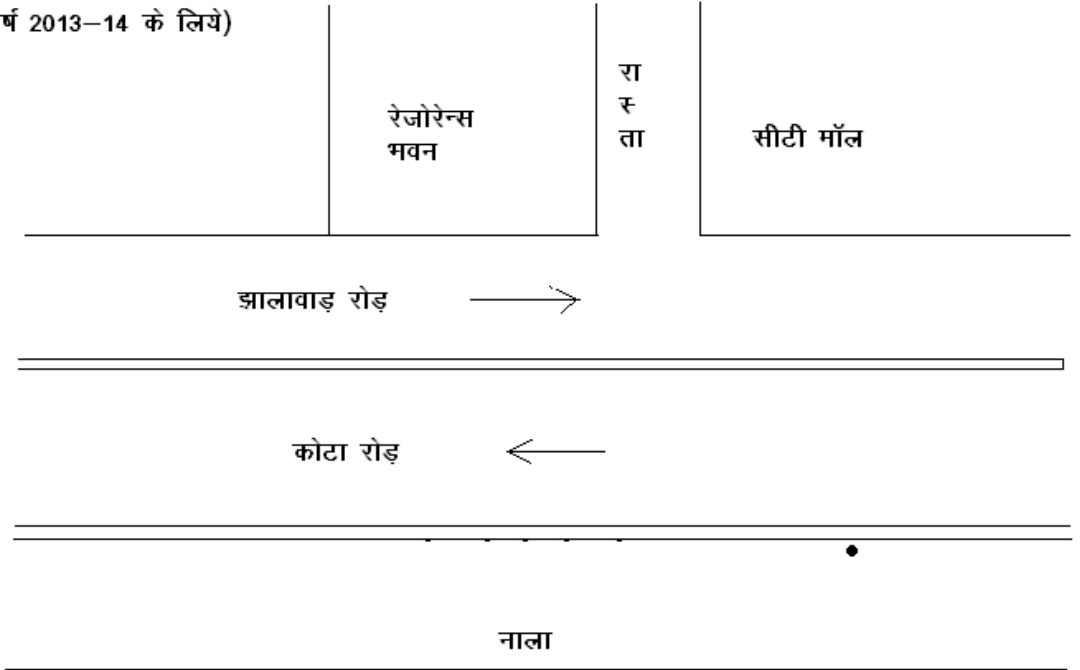 र्ष 2013–14 के लिये)
रेजोरेन्स
भवन
रा
स्
ता
सीटी मॉल
झालावाड़ रोड़
कोटा रोड़
नाला